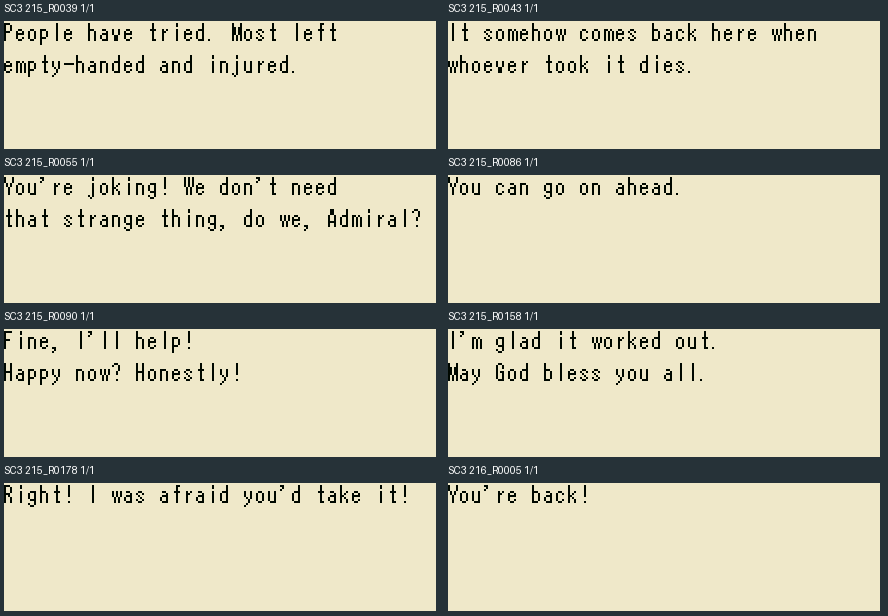 SC3 215_R0039 1/1
People have tried. Most left
empty-handed and injured.
SC3 215_R0043 1/1
It somehow comes back here when
whoever took it dies.
SC3 215_R0055 1/1
You're joking! We don't need
that strange thing, do we, Admiral?
SC3 215_R0086 1/1
You can go on ahead.
SC3 215_R0090 1/1
Fine, I'll help!
Happy now? Honestly!
SC3 215_R0158 1/1
I'm glad it worked out.
May God bless you all.
SC3 215_R0178 1/1
Right! I was afraid you'd take it!
SC3 216_R0005 1/1
You're back!